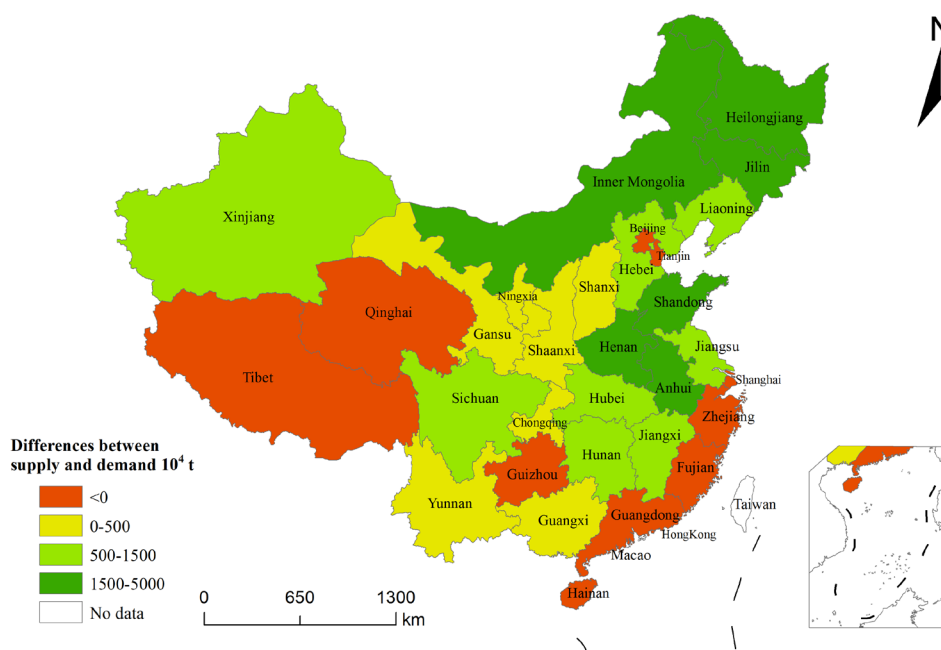 N
Heilongjiang
Jilin
Inner Mongolia
Liaoning
Xinjiang
Beijing
Tianjin
Hebei
Ningxia
Shanxi
Shandong
Qinghai
Gansu
Shaanxi
Henan
Jiangsu
Tibet
Anhui
Shanghai
Sichuan
Hubei
Zhejiang
Chongqing
Jiangxi
Hunan
Guizhou
Fujian
Yunnan
Guangxi
Guangdong
Taiwan
HongKong
Macao
Hainan
Differences between
supply and demand 10⁴ t
<0
0-500
500-1500
1500-5000
No data
0 650 1300
km